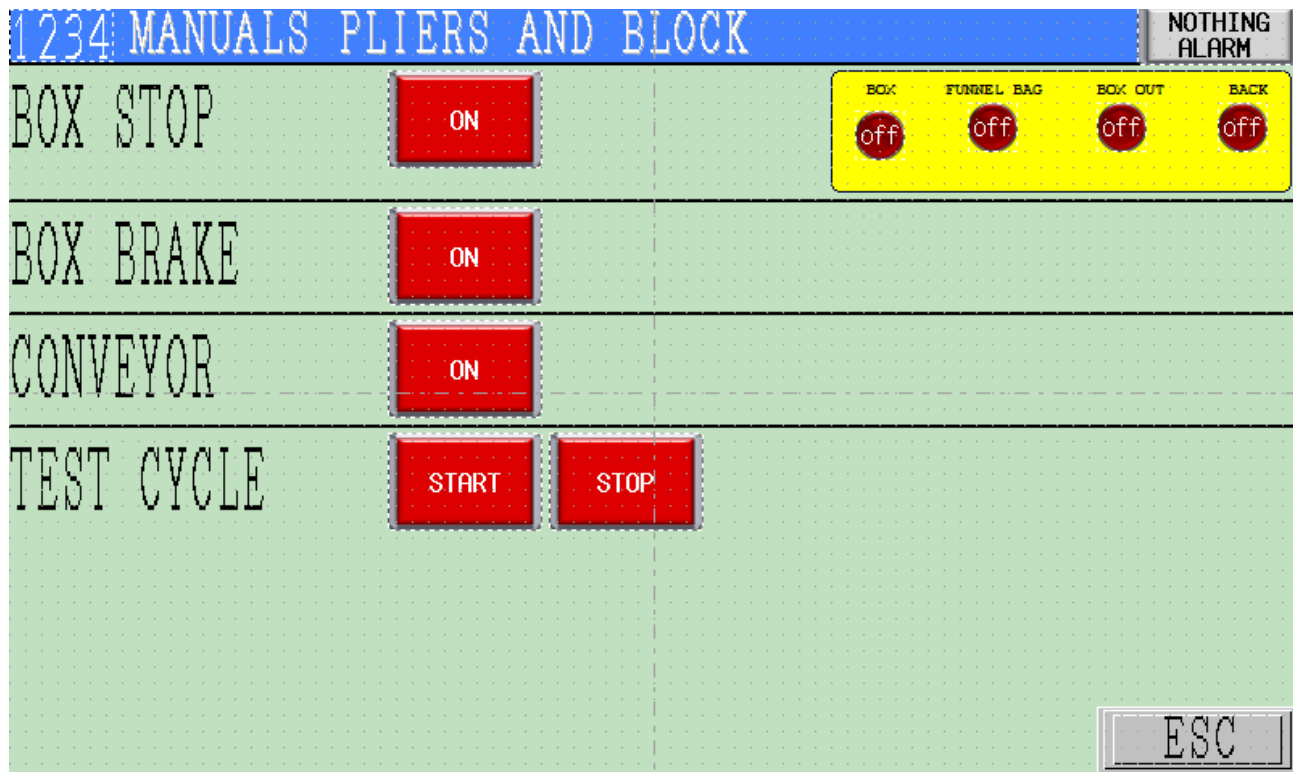 1234 MANUALS PLIERS AND BLOCK
NOTHING
ALARM
BOX STOP
ON
BOX
FUNNEL BAG
BOX OUT
BACK
off
off
off
off
BOX BRAKE
ON
CONVEYOR
ON
TEST CYCLE
START
STOP
ESC